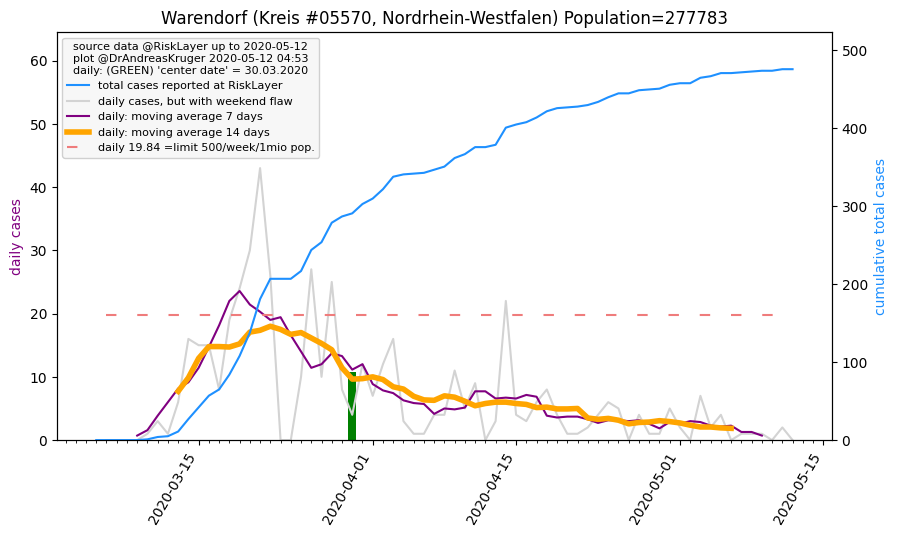 Warendorf (Kreis #05570, Nordrhein-Westfalen) Population=277783
source data @RiskLayer up to 2020-05-12
plot @DrAndreasKruger 2020-05-12 04:53
daily: (GREEN) 'center date' = 30.03.2020
total cases reported at RiskLayer
daily cases, but with weekend flaw
daily: moving average 7 days
daily: moving average 14 days
daily 19.84 =limit 500/week/1mio pop.
daily cases
60
50
40
30
20
10
0
cumulative total cases
500
400
300
200
100
0
2020-03-15
2020-04-01
2020-04-15
2020-05-01
2020-05-15